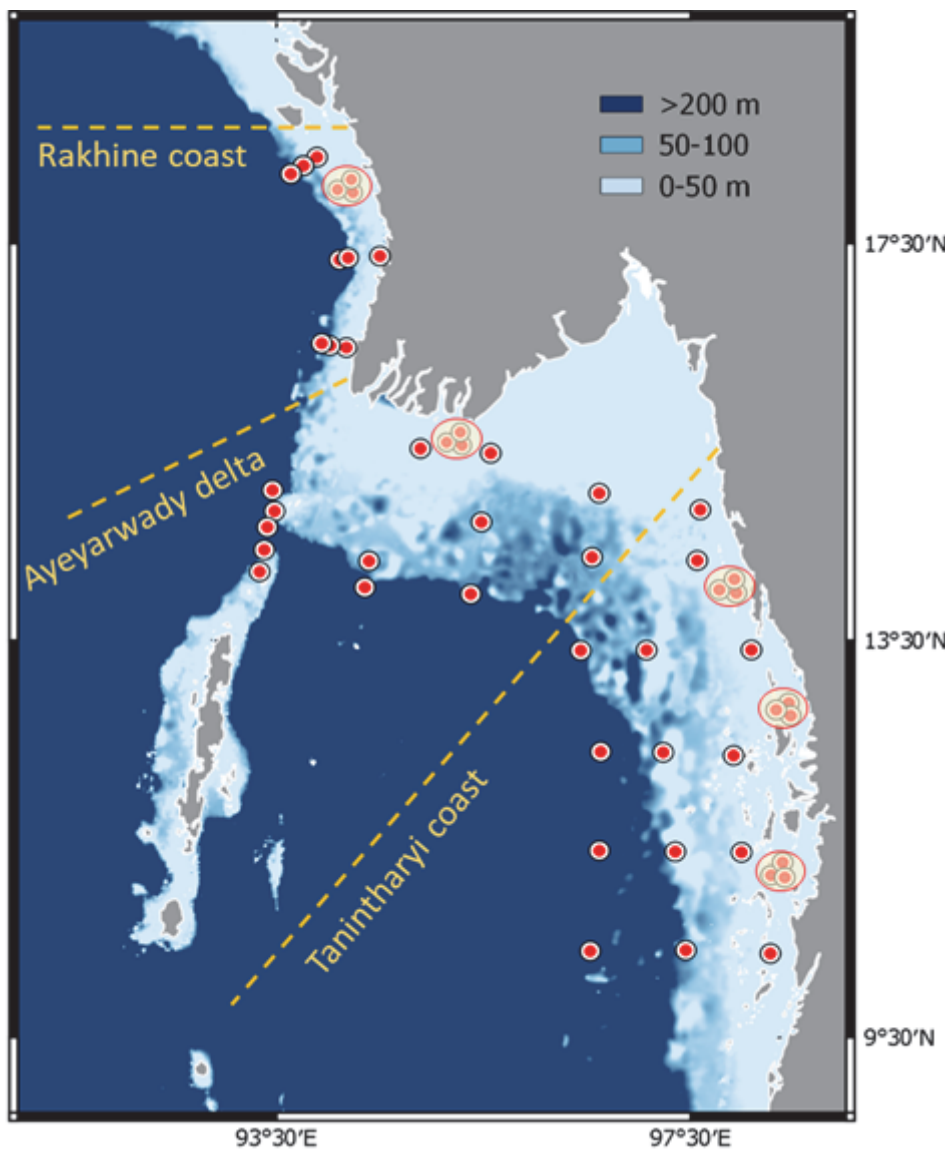 >200 m
50-100
0-50 m
Rakhine coast
17°30'N
Ayeyarwady delta
13°30'N
Tanintharyi coast
9°30'N
93°30'E
97°30'E